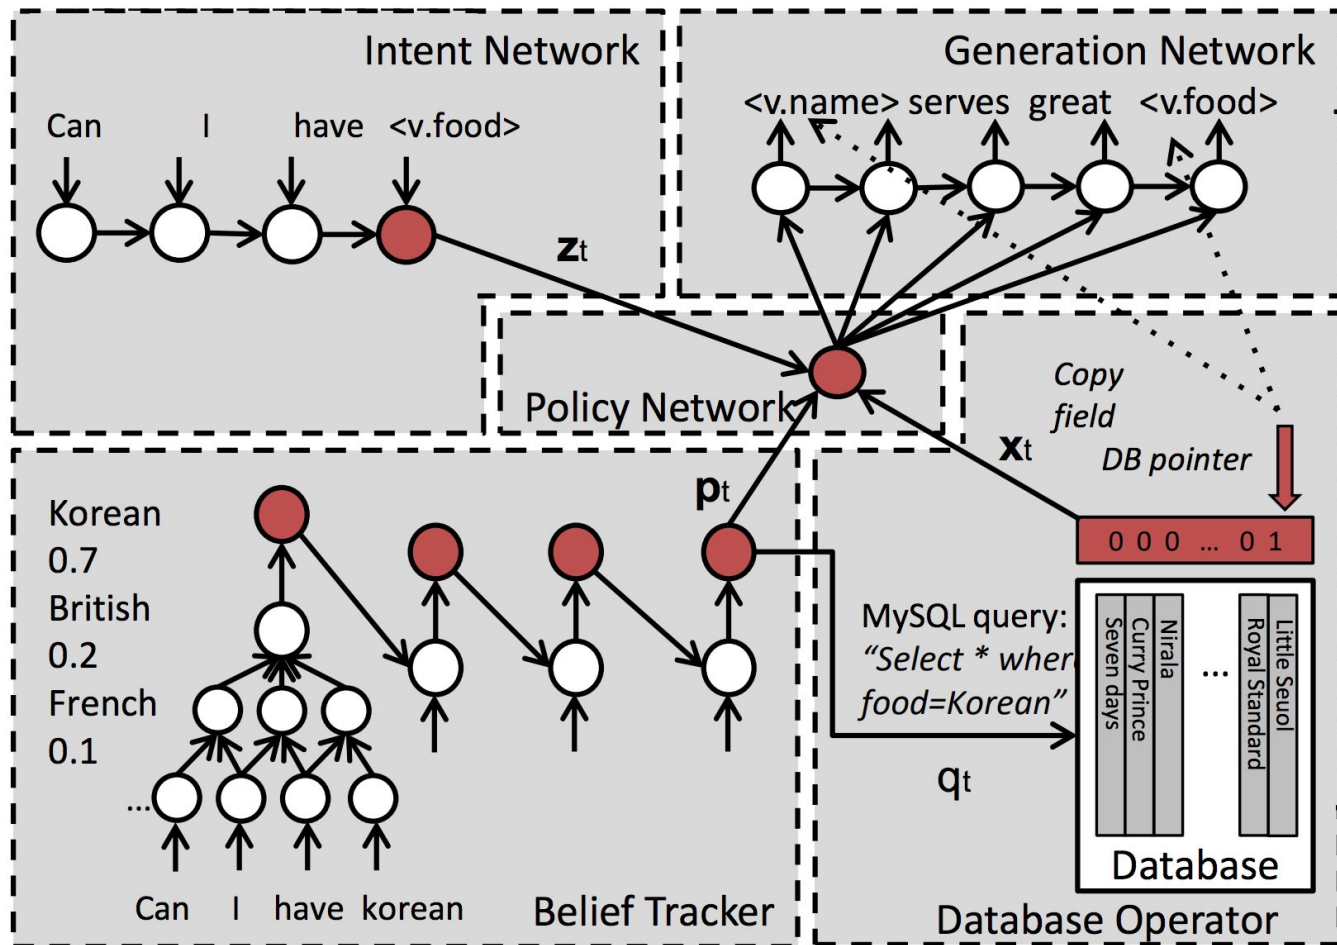 Intent Network
Can I have <v.food>
z t
Generation Network
<v.name> serves great <v.food> .
Policy Network
Copy
field
DB pointer
x t
p t
Korean
0.7
British
0.2
French
0.1
...
Can I have korean
Belief Tracker
MySQL query:
“Select * where
food=Korean”
q t
0 0 0 ... 0 1
Seven days
Curry Prince
Nirala
...
Royal Standard
Little Seuol
Database
Database Operator